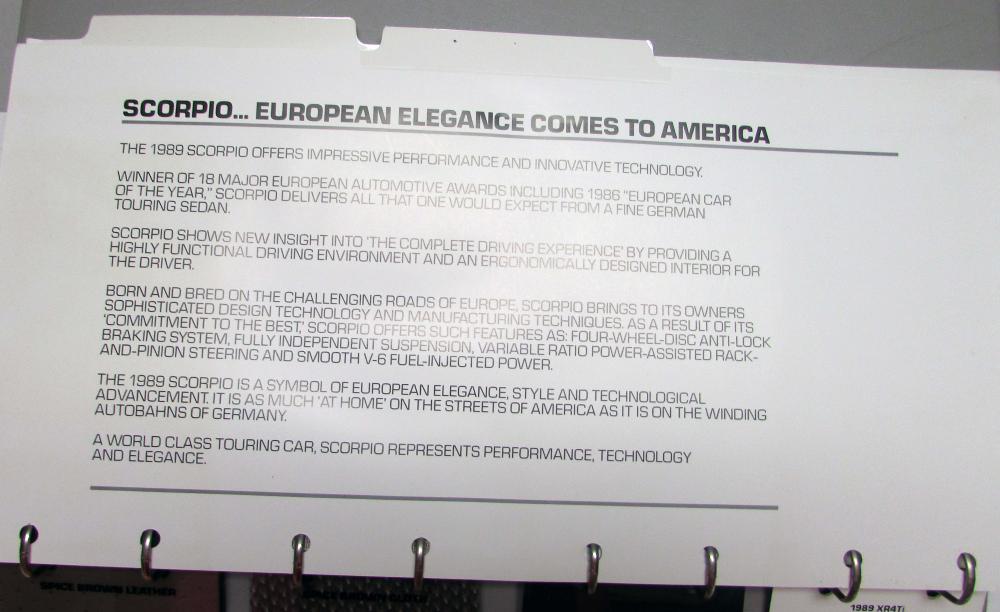 SCORPIO... EUROPEAN ELEGANCE COMES TO AMERICA
THE 1989 SCORPIO OFFERS IMPRESSIVE PERFORMANCE AND INNOVATIVE TECHNOLOGY.
WINNER OF 18 MAJOR EUROPEAN AUTOMOTIVE AWARDS INCLUDING 1986 "EUROPEAN CAR
OF THE YEAR," SCORPIO DELIVERS ALL THAT ONE WOULD EXPECT FROM A FINE GERMAN
TOURING SEDAN.
SCORPIO SHOWS NEW INSIGHT INTO 'THE COMPLETE DRIVING EXPERIENCE' BY PROVIDING A
HIGHLY FUNCTIONAL DRIVING ENVIRONMENT AND AN ERGONOMICALLY DESIGNED INTERIOR FOR
THE DRIVER.
BORN AND BRED ON THE CHALLENGING ROADS OF EUROPE, SCORPIO BRINGS TO ITS OWNERS
SOPHISTICATED DESIGN TECHNOLOGY AND MANUFACTURING TECHNIQUES. AS A RESULT OF ITS
'COMMITMENT TO THE BEST,' SCORPIO OFFERS SUCH FEATURES AS: FOUR-WHEEL-DISC ANTI-LOCK
BRAKING SYSTEM, FULLY INDEPENDENT SUSPENSION, VARIABLE RATIO POWER-ASSISTED RACK-
AND-PINION STEERING AND SMOOTH V-6 FUEL-INJECTED POWER.
THE 1989 SCORPIO IS A SYMBOL OF EUROPEAN ELEGANCE, STYLE AND TECHNOLOGICAL
ADVANCEMENT. IT IS AS MUCH 'AT HOME' ON THE STREETS OF AMERICA AS IT IS ON THE WINDING
AUTOBAHNS OF GERMANY.
A WORLD CLASS TOURING CAR, SCORPIO REPRESENTS PERFORMANCE, TECHNOLOGY
AND ELEGANCE.
SPICE BROWN LEATHER
SPICE BROWN CLOTH
1989 XR4Ti